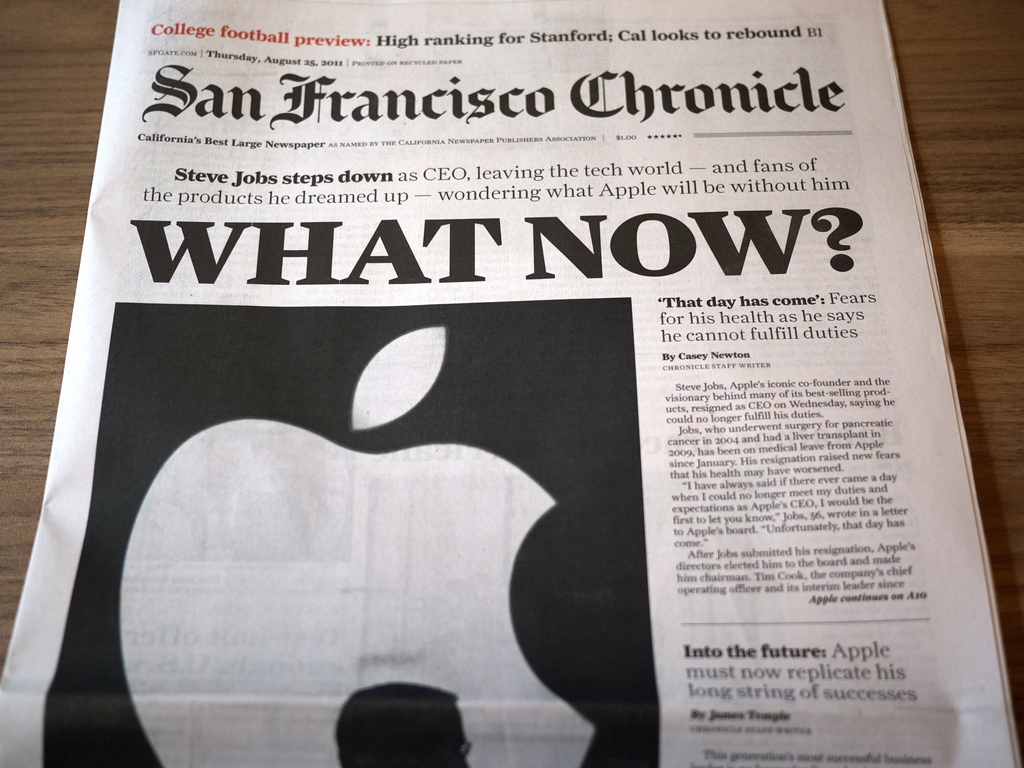 College football preview: High ranking for Stanford; Cal looks to rebound B1
SFGATE.COM | Thursday, August 25, 2011 | PRINTED ON RECYCLED PAPER
San Francisco Chronicle
California's Best Large Newspaper AS NAMED BY THE CALIFORNIA NEWSPAPER PUBLISHERS ASSOCIATION | $1.00 ★★★★★•
Steve Jobs steps down as CEO, leaving the tech world — and fans of
the products he dreamed up — wondering what Apple will be without him
WHAT NOW?
'That day has come': Fears
for his health as he says
he cannot fulfill duties
By Casey Newton
CHRONICLE STAFF WRITER
Steve Jobs, Apple's iconic co-founder and the
visionary behind many of its best-selling prod-
ucts, resigned as CEO on Wednesday, saying he
could no longer fulfill his duties.
Jobs, who underwent surgery for pancreatic
cancer in 2004 and had a liver transplant in
2009, has been on medical leave from Apple
since January. His resignation raised new fears
that his health may have worsened.
"I have always said if there ever came a day
when I could no longer meet my duties and
expectations as Apple's CEO, I would be the
first to let you know," Jobs, 56, wrote in a letter
to Apple's board. "Unfortunately, that day has
come."
After Jobs submitted his resignation, Apple's
directors elected him to the board and made
him chairman. Tim Cook, the company's chief
operating officer and its interim leader since
Apple continues on A10
Into the future: Apple
must now replicate his
long string of successes
By James Temple
CHRONICLE STAFF WRITER
This generation's most successful business